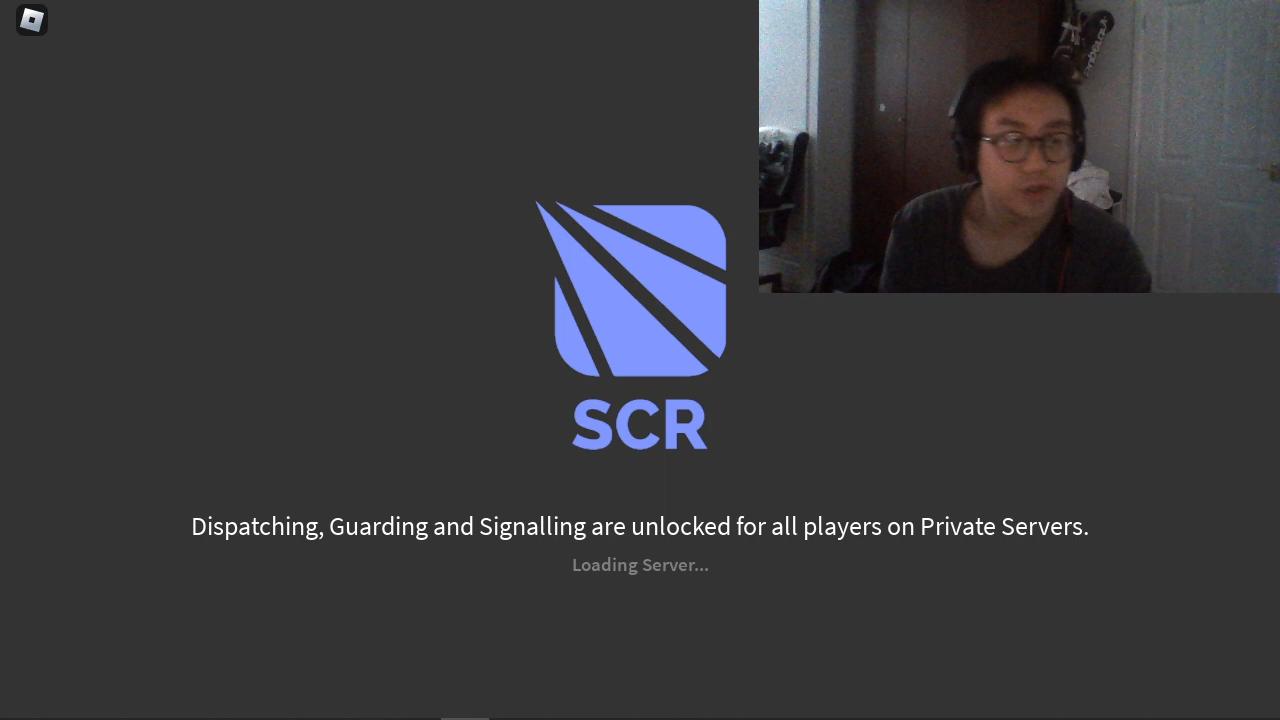 SCR
Dispatching, Guarding and Signalling are unlocked for all players on Private Servers.
Loading Server...